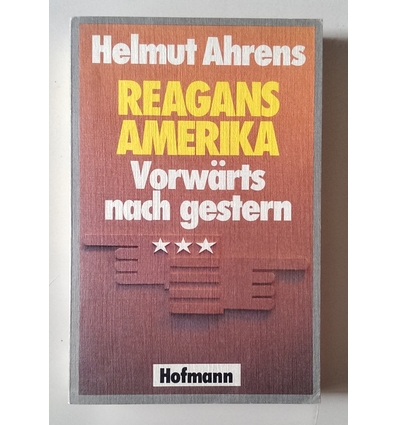 Helmut Ahrens
REAGANS
AMERIKA
Vorwärts
nach gestern
Hofmann